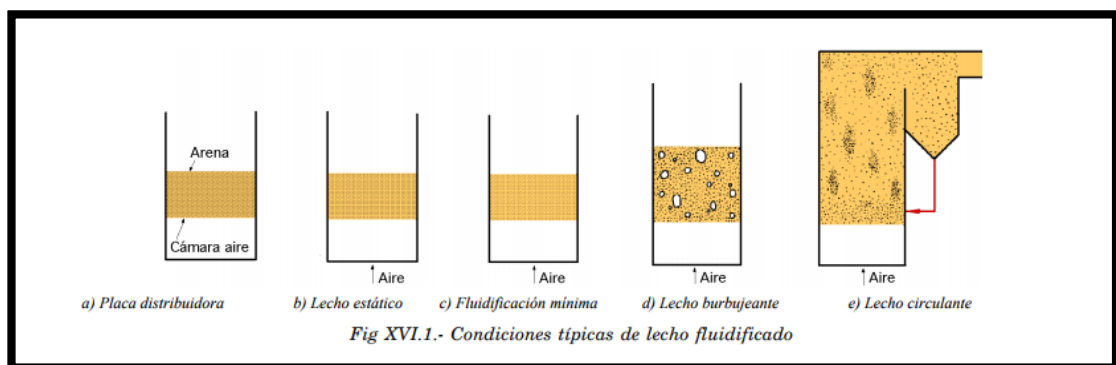 Arena
Cámara aire
Aire
Aire
Aire
Aire
a) Placa distribuidora
b) Lecho estático
c) Fluidificación mínima
d) Lecho burbujeante
e) Lecho circulante
Fig XVI.1.- Condiciones típicas de lecho fluidificado